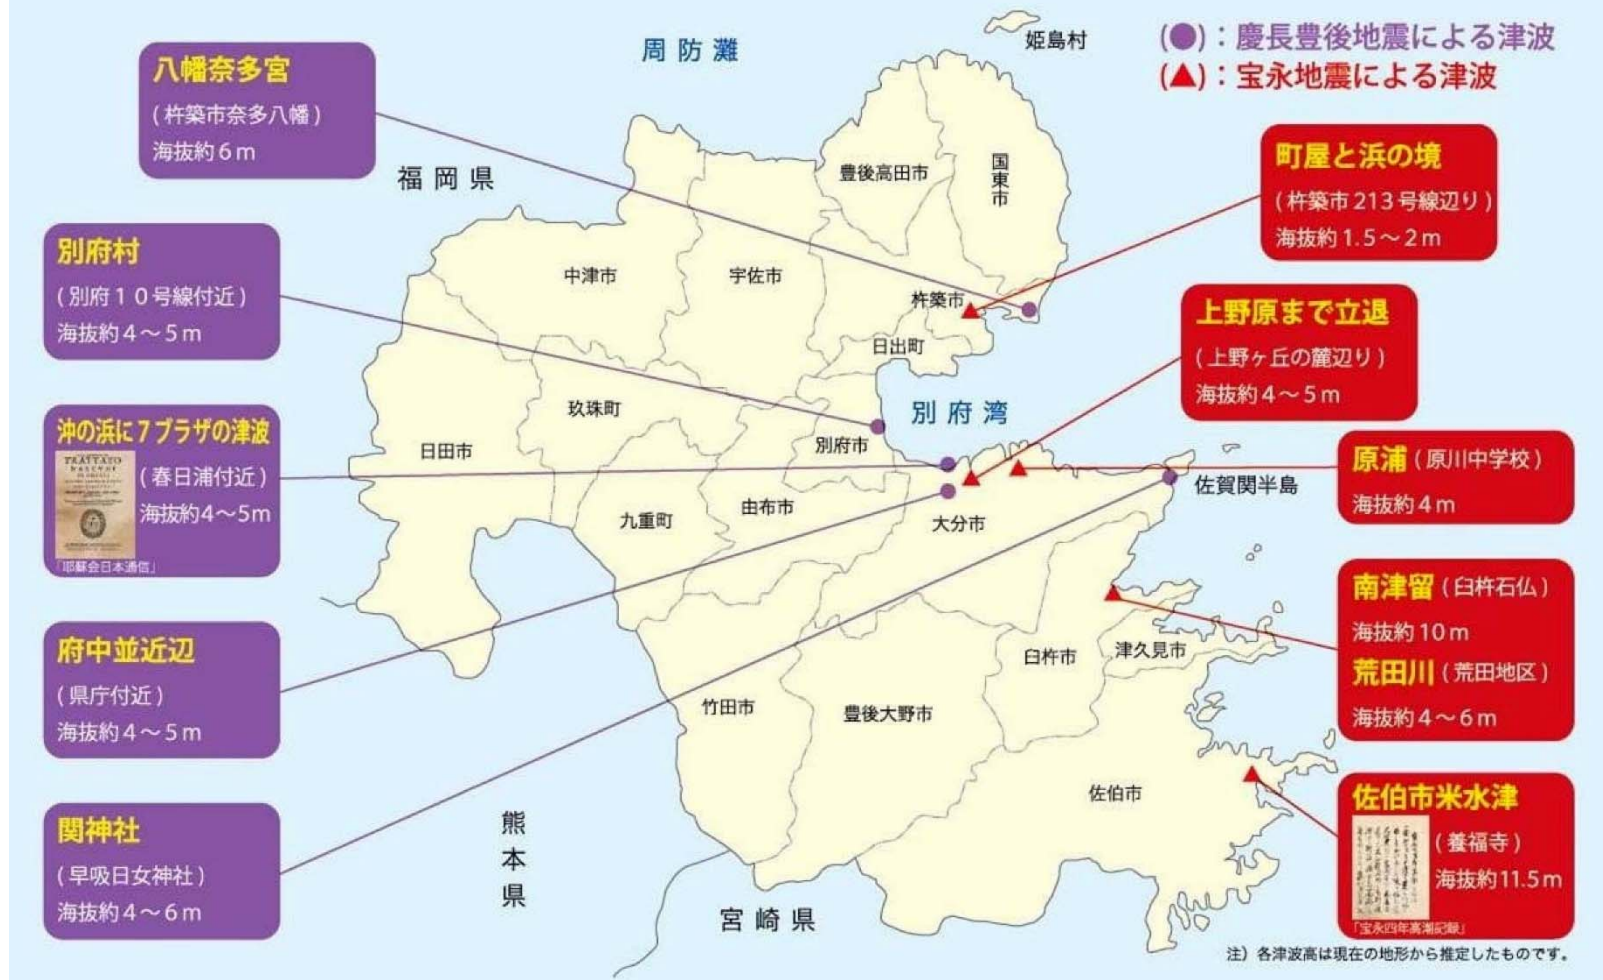 (●)：慶長豊後地震による津波
(▲)：宝永地震による津波
八幡奈多宮
(杵築市奈多八幡)
海抜約6m
別府村
(別府１０号線付近)
海抜約４～５m
沖の浜に７ブラザの津波
TRATTATO
(春日浦付近)
海抜約4～5m
「耶蘇会日本通信」
府中並近辺
(県庁付近)
海抜約４～５m
関神社
(早吸日女神社)
海抜約４～６m
町屋と浜の境
(杵築市213号線辺り)
海抜約1.5～2m
上野原まで立退
(上野ヶ丘の麓辺り)
海抜約４～５m
原浦(原川中学校)
海抜約4m
南津留(臼杵石仏)
海抜約10m
荒田川(荒田地区)
海抜約４～６m
佐伯市米水津
(養福寺)
海抜約11.5m
「宝永四年高潮記録」
周防灘
姫島村
福岡県
豊後高田市
国東市
中津市
宇佐市
杵築市
日出町
別府湾
玖珠町
日田市
別府市
佐賀関半島
九重町
由布市
大分市
臼杵市
津久見市
竹田市
豊後大野市
佐伯市
熊本県
宮崎県
注）各津波高は現在の地形から推定したものです。